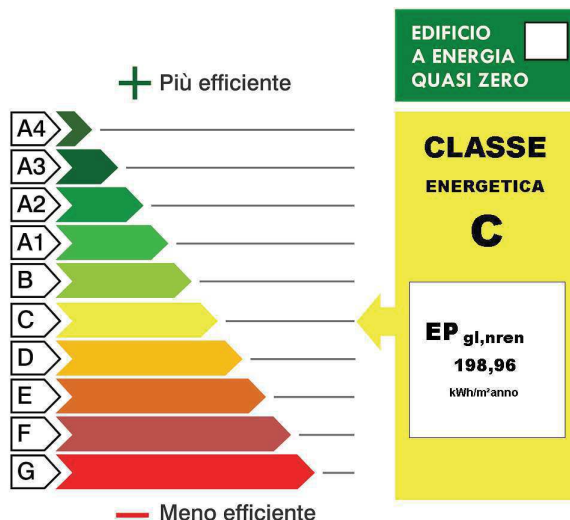 + Più efficiente
A4
A3
A2
A1
B
C
D
E
F
G
— Meno efficiente
EDIFICIO
A ENERGIA
QUASI ZERO
CLASSE
ENERGETICA
C
EP gl,nren
198,96
kWh/m²anno